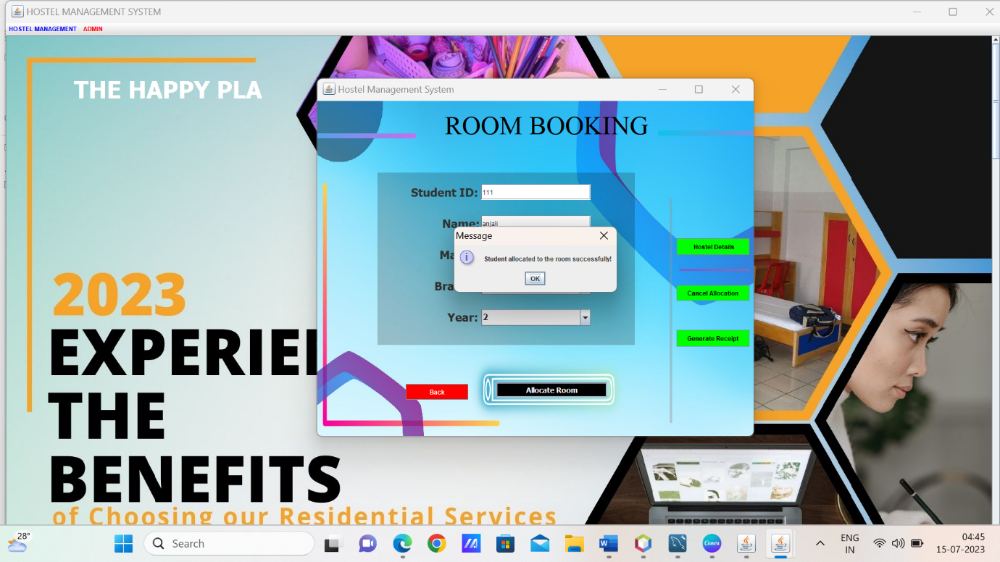 HOSTEL MANAGEMENT SYSTEM
HOSTEL MANAGEMENT ADMIN
THE HAPPY PLA
2023
EXPERIE
THE
BENEFITS
of Choosing our Residential Services
Hostel Management System
ROOM BOOKING
Student ID: 111
Name: anjali
Ma
Message
Student allocated to the room successfully!
OK
Bra
Year: 2
Hostel Details
Cancel Allocation
Generate Receipt
Back
Allocate Room
28°
Search
ENG
IN
04:45
15-07-2023